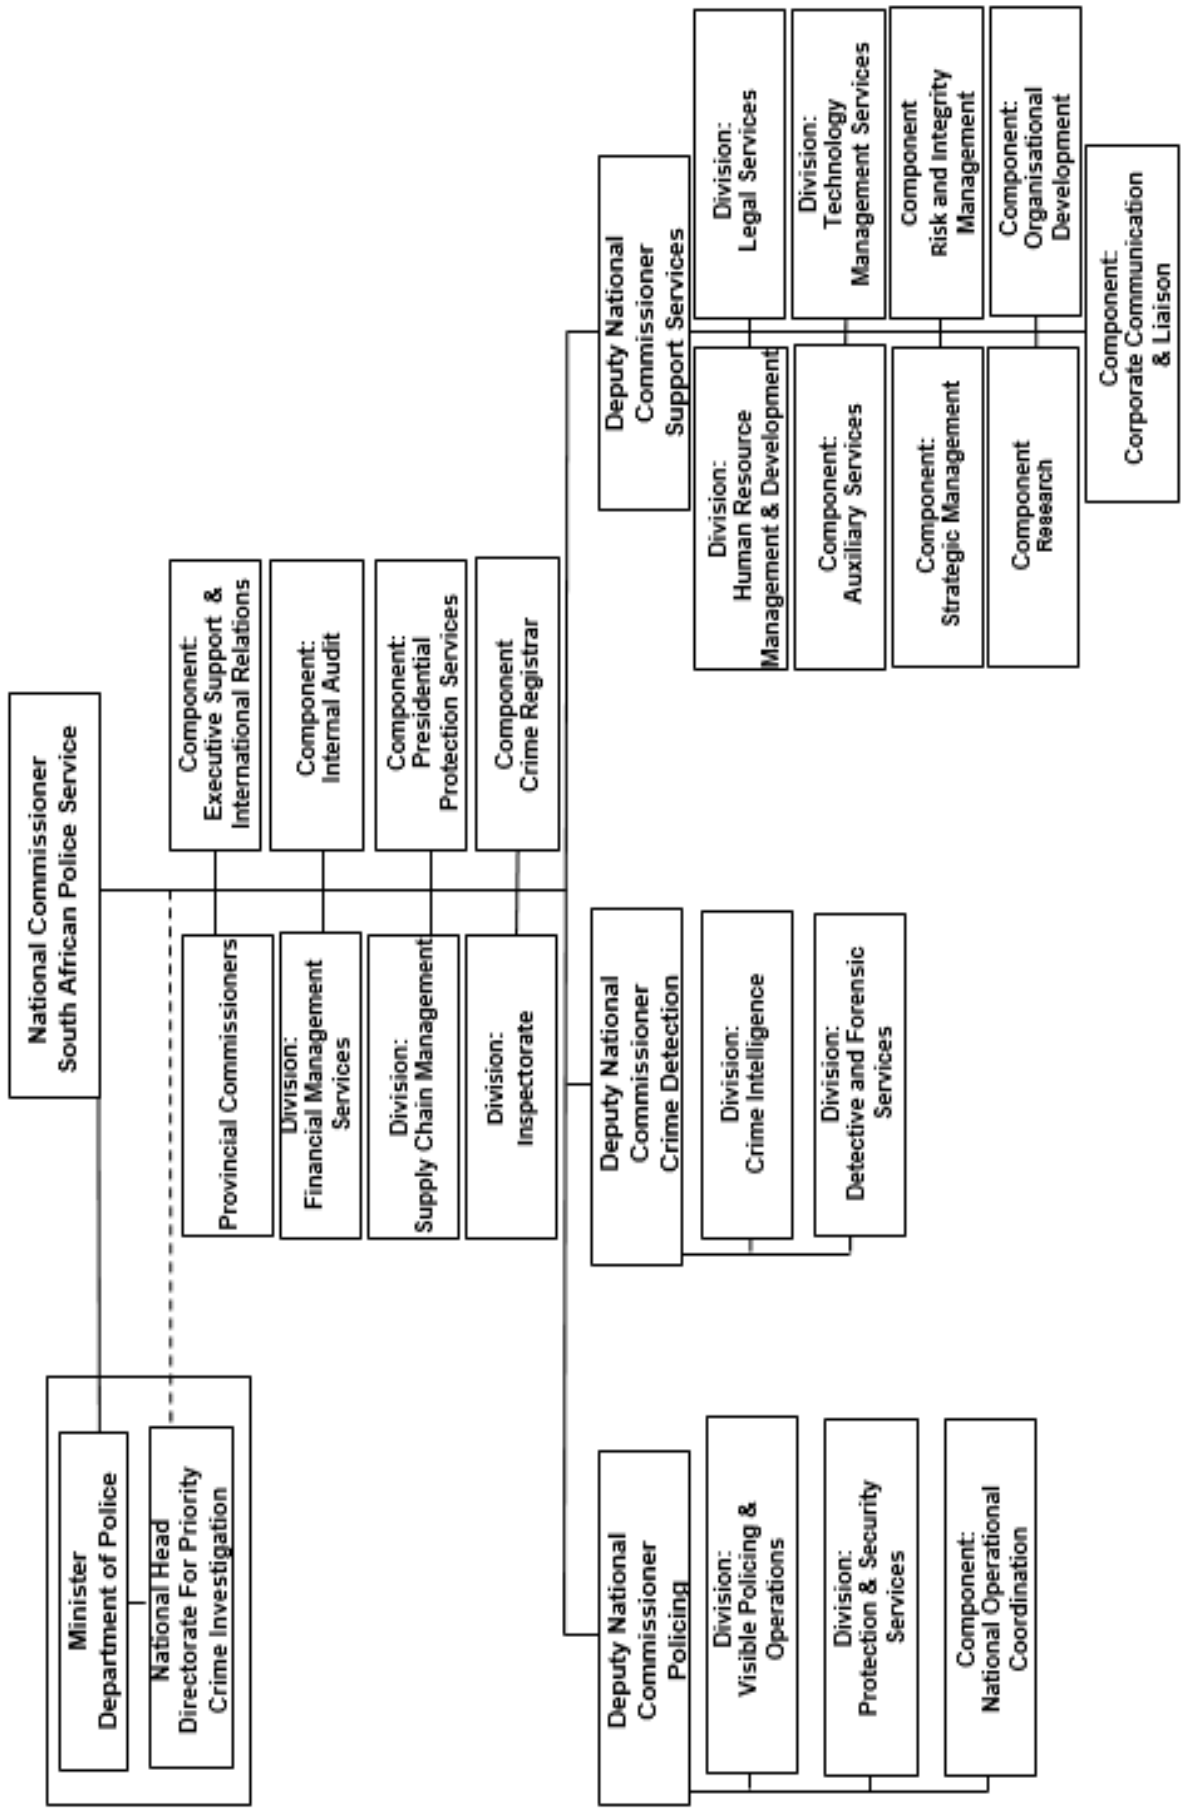 Minister
Department of Police
National Head
Directorate For Priority
Crime Investigation
National Commissioner
South African Police Service
Provincial Commissioners
Component:
Executive Support &
International Relations
Division:
Financial Management
Services
Component:
Internal Audit
Division:
Supply Chain Management
Component:
Presidential
Protection Services
Division:
Inspectorate
Component
Crime Registrar
Deputy National
Commissioner
Policing
Division:
Visible Policing &
Operations
Division:
Protection & Security
Services
Component:
National Operational
Coordination
Deputy National
Commissioner
Crime Detection
Division:
Crime Intelligence
Division:
Detective and Forensic
Services
Deputy National
Commissioner
Support Services
Division:
Human Resource
Management & Development
Division:
Legal Services
Component:
Auxiliary Services
Division:
Technology
Management Services
Component:
Strategic Management
Component
Risk and Integrity
Management
Component
Research
Component:
Organisational
Development
Component:
Corporate Communication
& Liaison